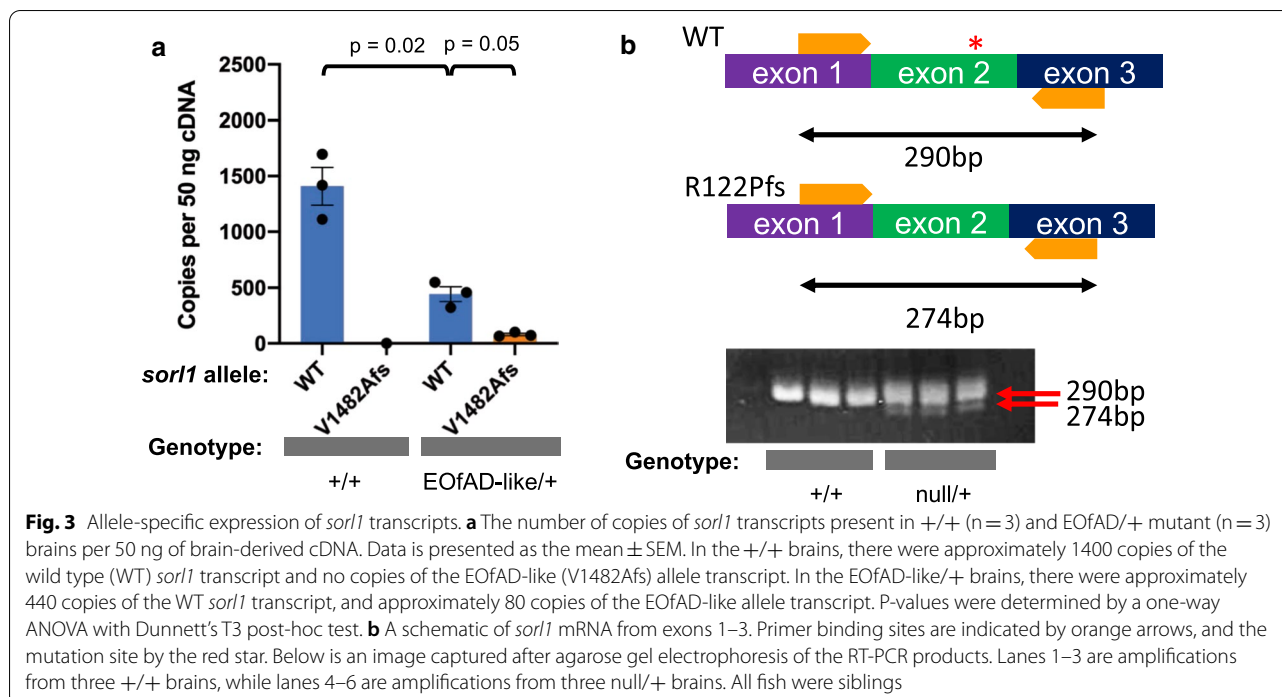 a
p = 0.02
p = 0.05
Copies per 50 ng cDNA
2500
2000
1500
1000
500
0
sorl1 allele:
WT
V1482Afs
WT
V1482Afs
Genotype:
+/+
EOfAD-like/+
b
WT
*
exon 1
exon 2
exon 3
290bp
R122Pfs
exon 1
exon 2
exon 3
274bp
290bp
274bp
Genotype:
+/+
null/+
Fig. 3 Allele-specific expression of sorl1 transcripts. a The number of copies of sorl1 transcripts present in +/+ (n = 3) and EOfAD/+ mutant (n = 3)
brains per 50 ng of brain-derived cDNA. Data is presented as the mean ± SEM. In the +/+ brains, there were approximately 1400 copies of the
wild type (WT) sorl1 transcript and no copies of the EOfAD-like (V1482Afs) allele transcript. In the EOfAD-like/+ brains, there were approximately
440 copies of the WT sorl1 transcript, and approximately 80 copies of the EOfAD-like allele transcript. P-values were determined by a one-way
ANOVA with Dunnett's T3 post-hoc test. b A schematic of sorl1 mRNA from exons 1–3. Primer binding sites are indicated by orange arrows, and the
mutation site by the red star. Below is an image captured after agarose gel electrophoresis of the RT-PCR products. Lanes 1–3 are amplifications
from three +/+ brains, while lanes 4–6 are amplifications from three null/+ brains. All fish were siblings